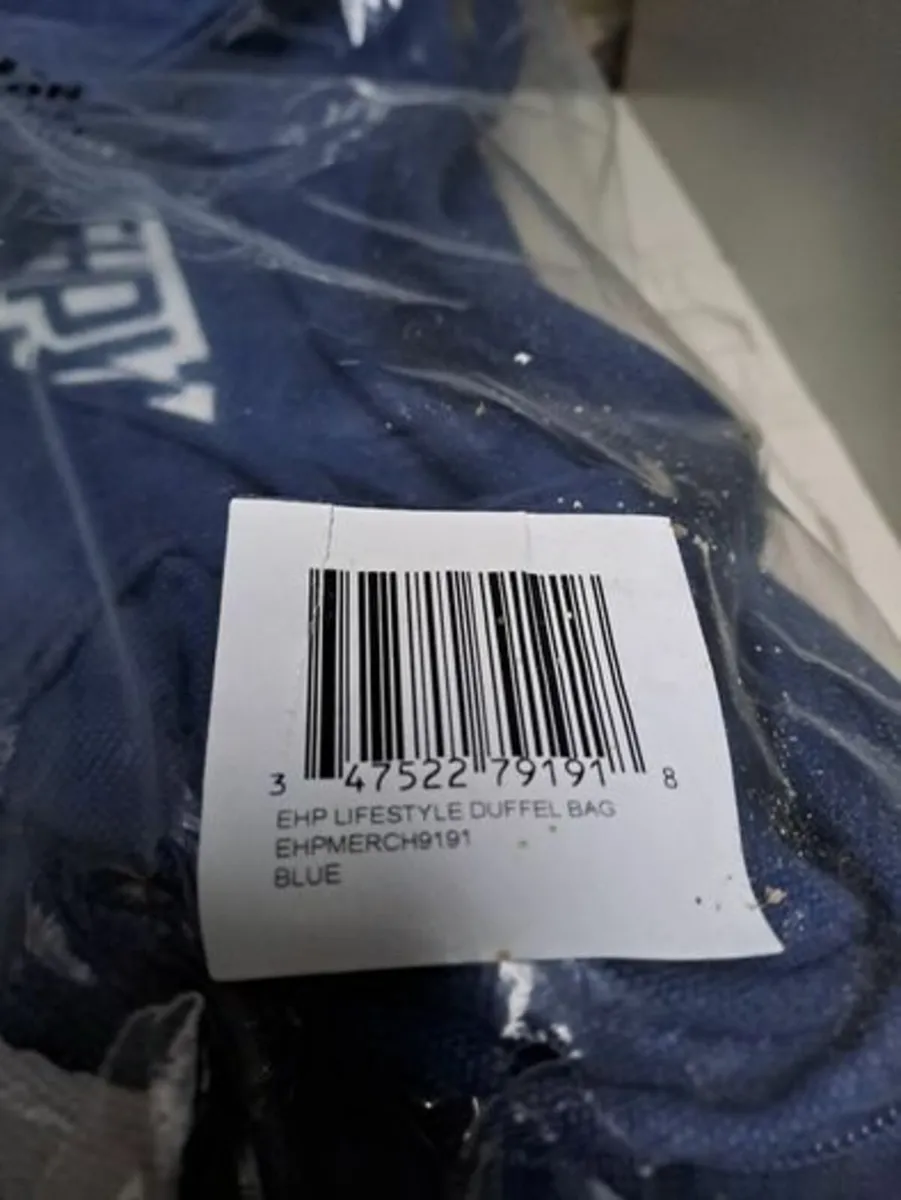 3 47522 79191 8
EHP LIFESTYLE DUFFEL BAG
EHPMERCH9191
BLUE